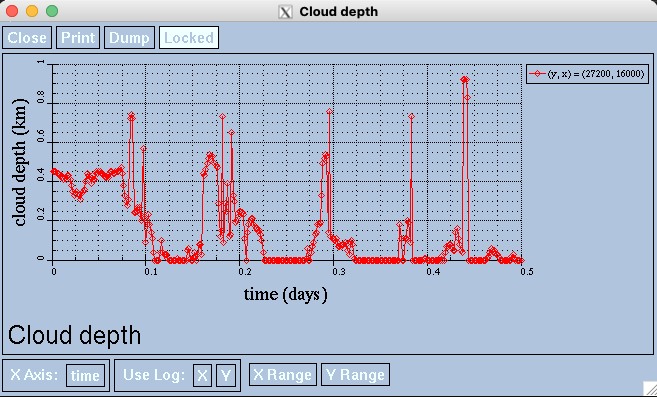 Cloud depth
Close Print Dump Locked
(y, x) = (27200, 16000)
cloud depth (km)
1
0.8
0.6
0.4
0.2
0
0 0.1 0.2 0.3 0.4 0.5
time (days)
Cloud depth
X Axis: time Use Log: X Y X Range Y Range